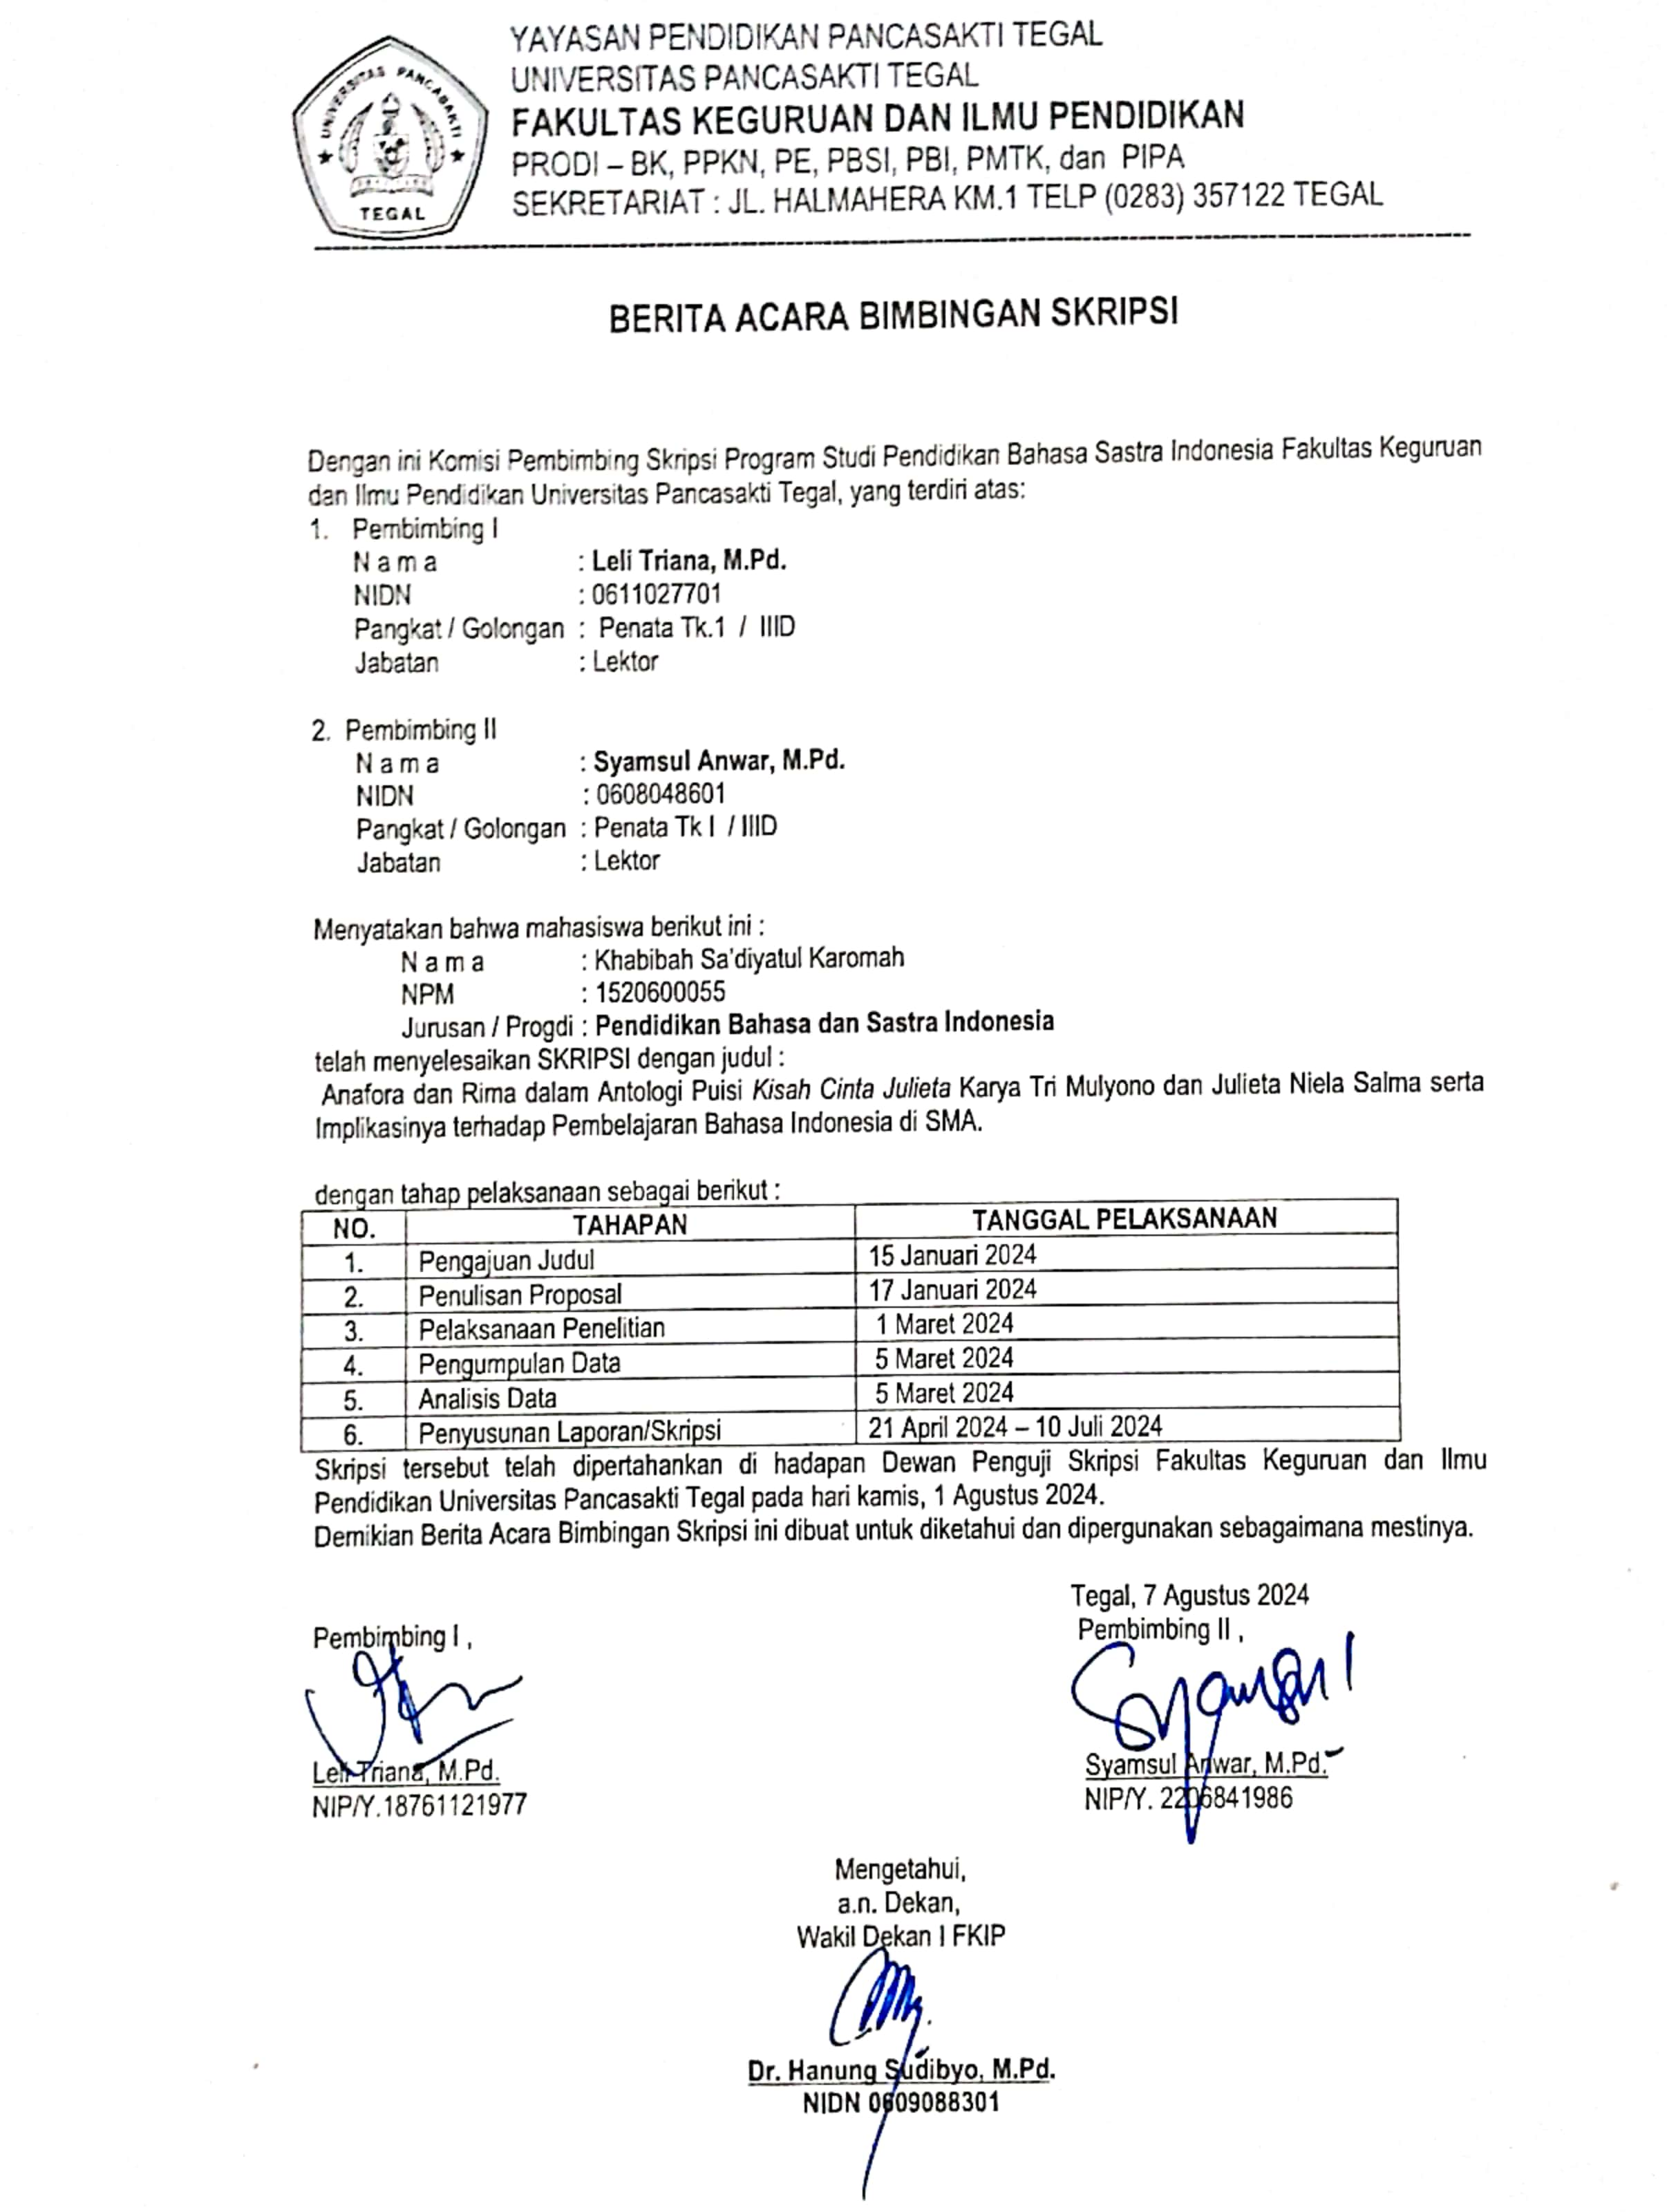 UNIVERSITAS PANCASAKTI
TEGAL
YAYASAN PENDIDIKAN PANCASAKTI TEGAL
UNIVERSITAS PANCASAKTI TEGAL
FAKULTAS KEGURUAN DAN ILMU PENDIDIKAN
PRODI – BK, PPKN, PE, PBSI, PBI, PMTK, dan PIPA
SEKRETARIAT : JL. HALMAHERA KM.1 TELP (0283) 357122 TEGAL
BERITA ACARA BIMBINGAN SKRIPSI
Dengan ini Komisi Pembimbing Skripsi Program Studi Pendidikan Bahasa Sastra Indonesia Fakultas Keguruan
dan Ilmu Pendidikan Universitas Pancasakti Tegal, yang terdiri atas:
1. Pembimbing I
N a m a : Leli Triana, M.Pd.
NIDN : 0611027701
Pangkat / Golongan : Penata Tk.1 / IIID
Jabatan : Lektor
2. Pembimbing II
N a m a : Syamsul Anwar, M.Pd.
NIDN : 0608048601
Pangkat / Golongan : Penata Tk I / IIID
Jabatan : Lektor
Menyatakan bahwa mahasiswa berikut ini :
N a m a : Khabibah Sa'diyatul Karomah
NPM : 1520600055
Jurusan / Progdi : Pendidikan Bahasa dan Sastra Indonesia
telah menyelesaikan SKRIPSI dengan judul :
Anafora dan Rima dalam Antologi Puisi Kisah Cinta Julieta Karya Tri Mulyono dan Julieta Niela Salma serta
Implikasinya terhadap Pembelajaran Bahasa Indonesia di SMA.
dengan tahap pelaksanaan sebagai berikut :
NO. TAHAPAN TANGGAL PELAKSANAAN
1. Pengajuan Judul 15 Januari 2024
2. Penulisan Proposal 17 Januari 2024
3. Pelaksanaan Penelitian 1 Maret 2024
4. Pengumpulan Data 5 Maret 2024
5. Analisis Data 5 Maret 2024
6. Penyusunan Laporan/Skripsi 21 April 2024 – 10 Juli 2024
Skripsi tersebut telah dipertahankan di hadapan Dewan Penguji Skripsi Fakultas Keguruan dan Ilmu
Pendidikan Universitas Pancasakti Tegal pada hari kamis, 1 Agustus 2024.
Demikian Berita Acara Bimbingan Skripsi ini dibuat untuk diketahui dan dipergunakan sebagaimana mestinya.
Tegal, 7 Agustus 2024
Pembimbing I , Pembimbing II ,
Leli Triana, M.Pd. Syamsul Anwar, M.Pd.
NIP/Y.18761121977 NIP/Y. 2206841986
Mengetahui,
a.n. Dekan,
Wakil Dekan I FKIP
Dr. Hanung Sudibyo, M.Pd.
NIDN 0609088301